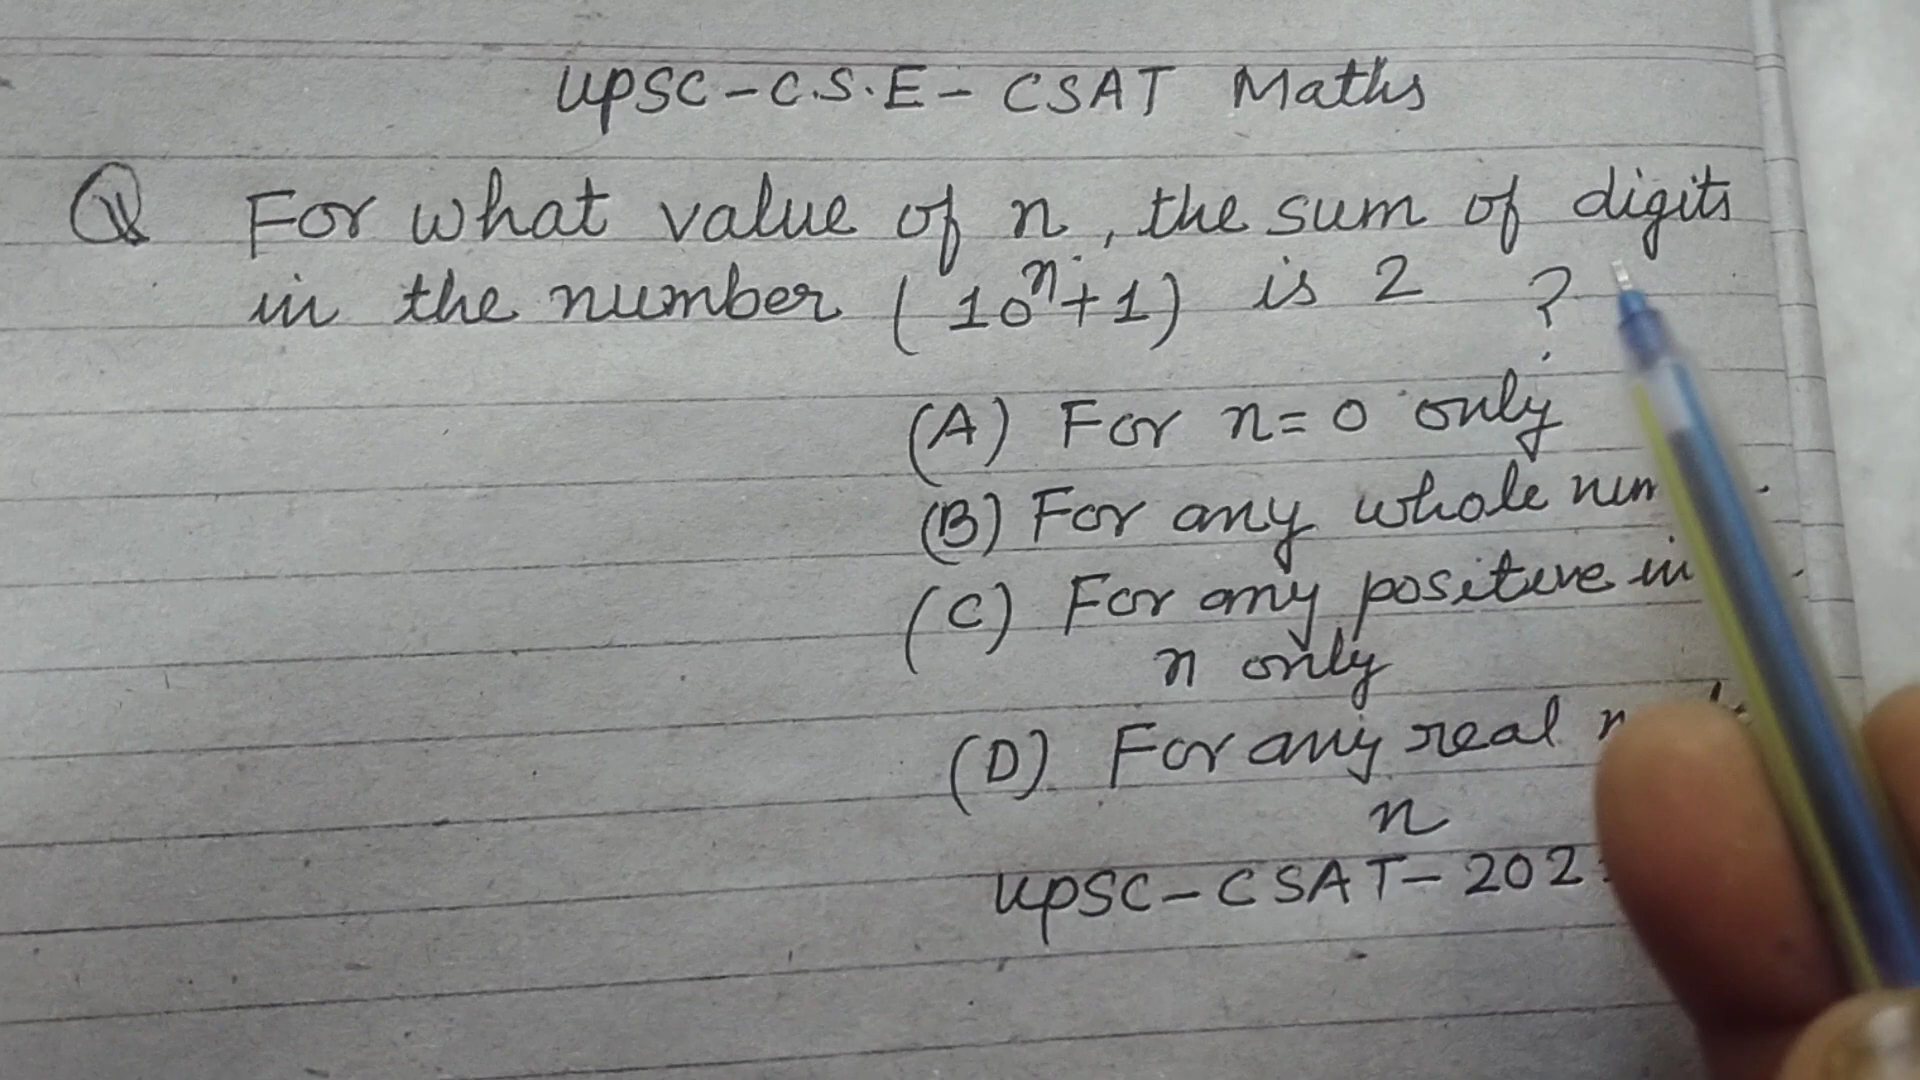 UPSC-C.S.E- CSAT Maths
Q For what value of n, the sum of digits
in the number (10ⁿ+1) is 2 ?
(A) For n=0 only
(B) For any whole
(C) For any positive
n only
(D). For any real
n
UPSC-CSAT-202